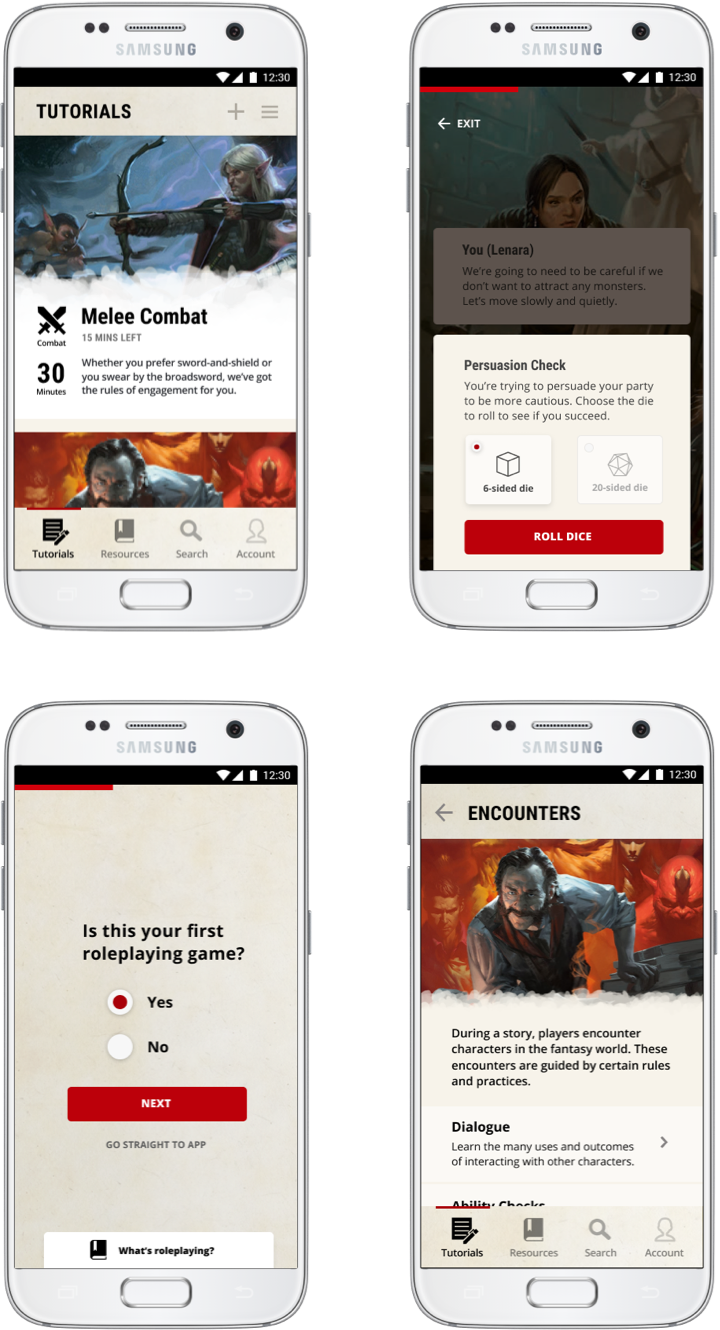 SAMSUNG
12:30
TUTORIALS
Melee Combat
15 MINS LEFT
Combat
30
Minutes
Whether you prefer sword-and-shield or
you swear by the broadsword, we've got
the rules of engagement for you.
Tutorials
Resources
Search
Account
SAMSUNG
12:30
EXIT
You (Lenara)
We're going to need to be careful if we
don't want to attract any monsters.
Let's move slowly and quietly.
Persuasion Check
You're trying to persuade your party
to be more cautious. Choose the die
to roll to see if you succeed.
6-sided die
20-sided die
ROLL DICE
SAMSUNG
12:30
Is this your first
roleplaying game?
Yes
No
NEXT
GO STRAIGHT TO APP
What's roleplaying?
SAMSUNG
12:30
ENCOUNTERS
During a story, players encounter
characters in the fantasy world. These
encounters are guided by certain rules
and practices.
Dialogue
Learn the many uses and outcomes
of interacting with other characters.
Ability Checks
Tutorials
Resources
Search
Account